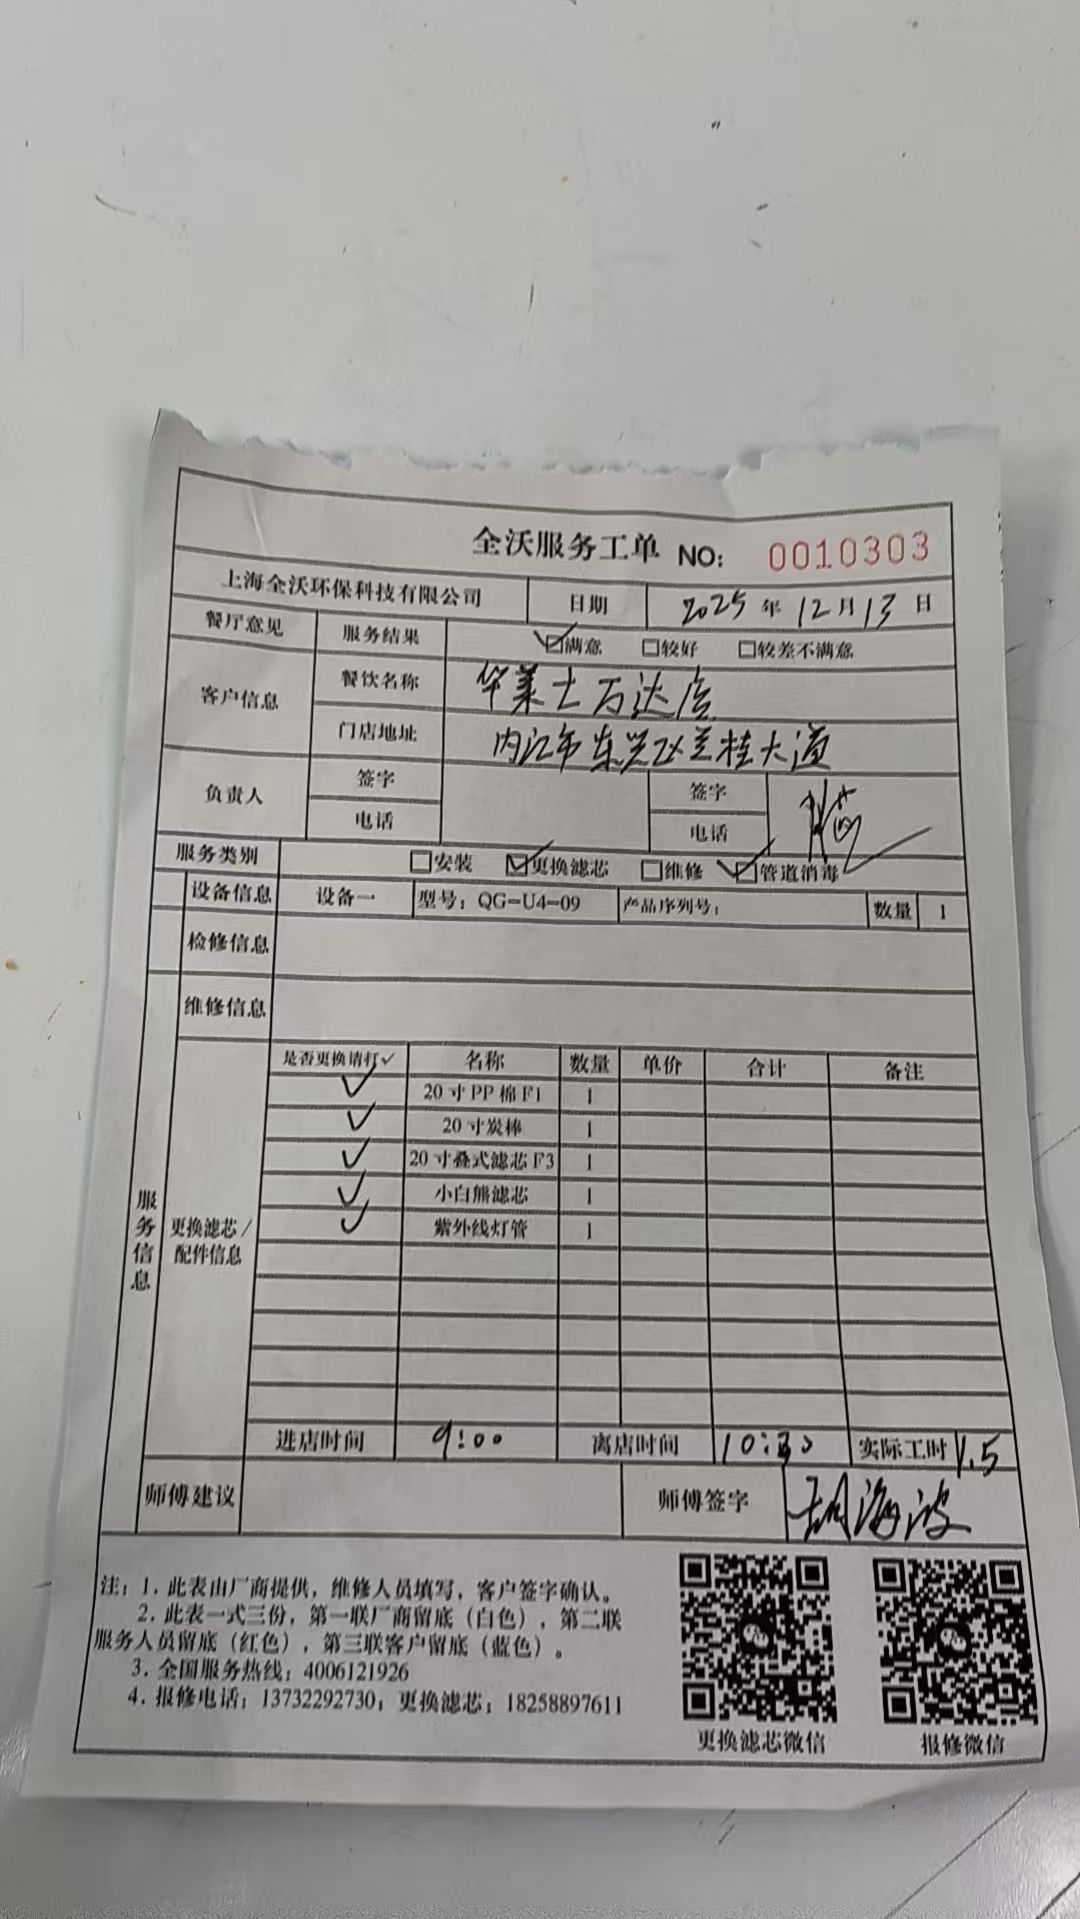 全沃服务工单 NO: 0010303
上海全沃环保科技有限公司 日期 2025 年 12 月 13 日
餐厅意见 服务结果 ☑满意 □较好 □较差不满意
客户信息 餐饮名称 华莱士万达店
门店地址 内江市东兴区兰桂大道
负责人 签字 签字
电话 电话
服务类别 □安装 ☑更换滤芯 □维修 ☑管道消毒
设备信息 设备一 型号：QG-U4-09 产品序列号： 数量 1
检修信息
维修信息
服务信息
更换滤芯/配件信息
是否更换请打✓ 名称 数量 单价 合计 备注
✓ 20寸PP棉F1 1
✓ 20寸炭棒 1
✓ 20寸叠式滤芯F3 1
✓ 小白熊滤芯 1
✓ 紫外线灯管 1
进店时间 9:00 离店时间 10:30 实际工时 1.5
师傅建议 师傅签字 胡海波
注：1. 此表由厂商提供，维修人员填写，客户签字确认。
2. 此表一式三份，第一联厂商留底（白色），第二联
服务人员留底（红色），第三联客户留底（蓝色）。
3. 全国服务热线：4006121926
4. 报修电话：13732292730；更换滤芯：18258897611
更换滤芯微信 报修微信